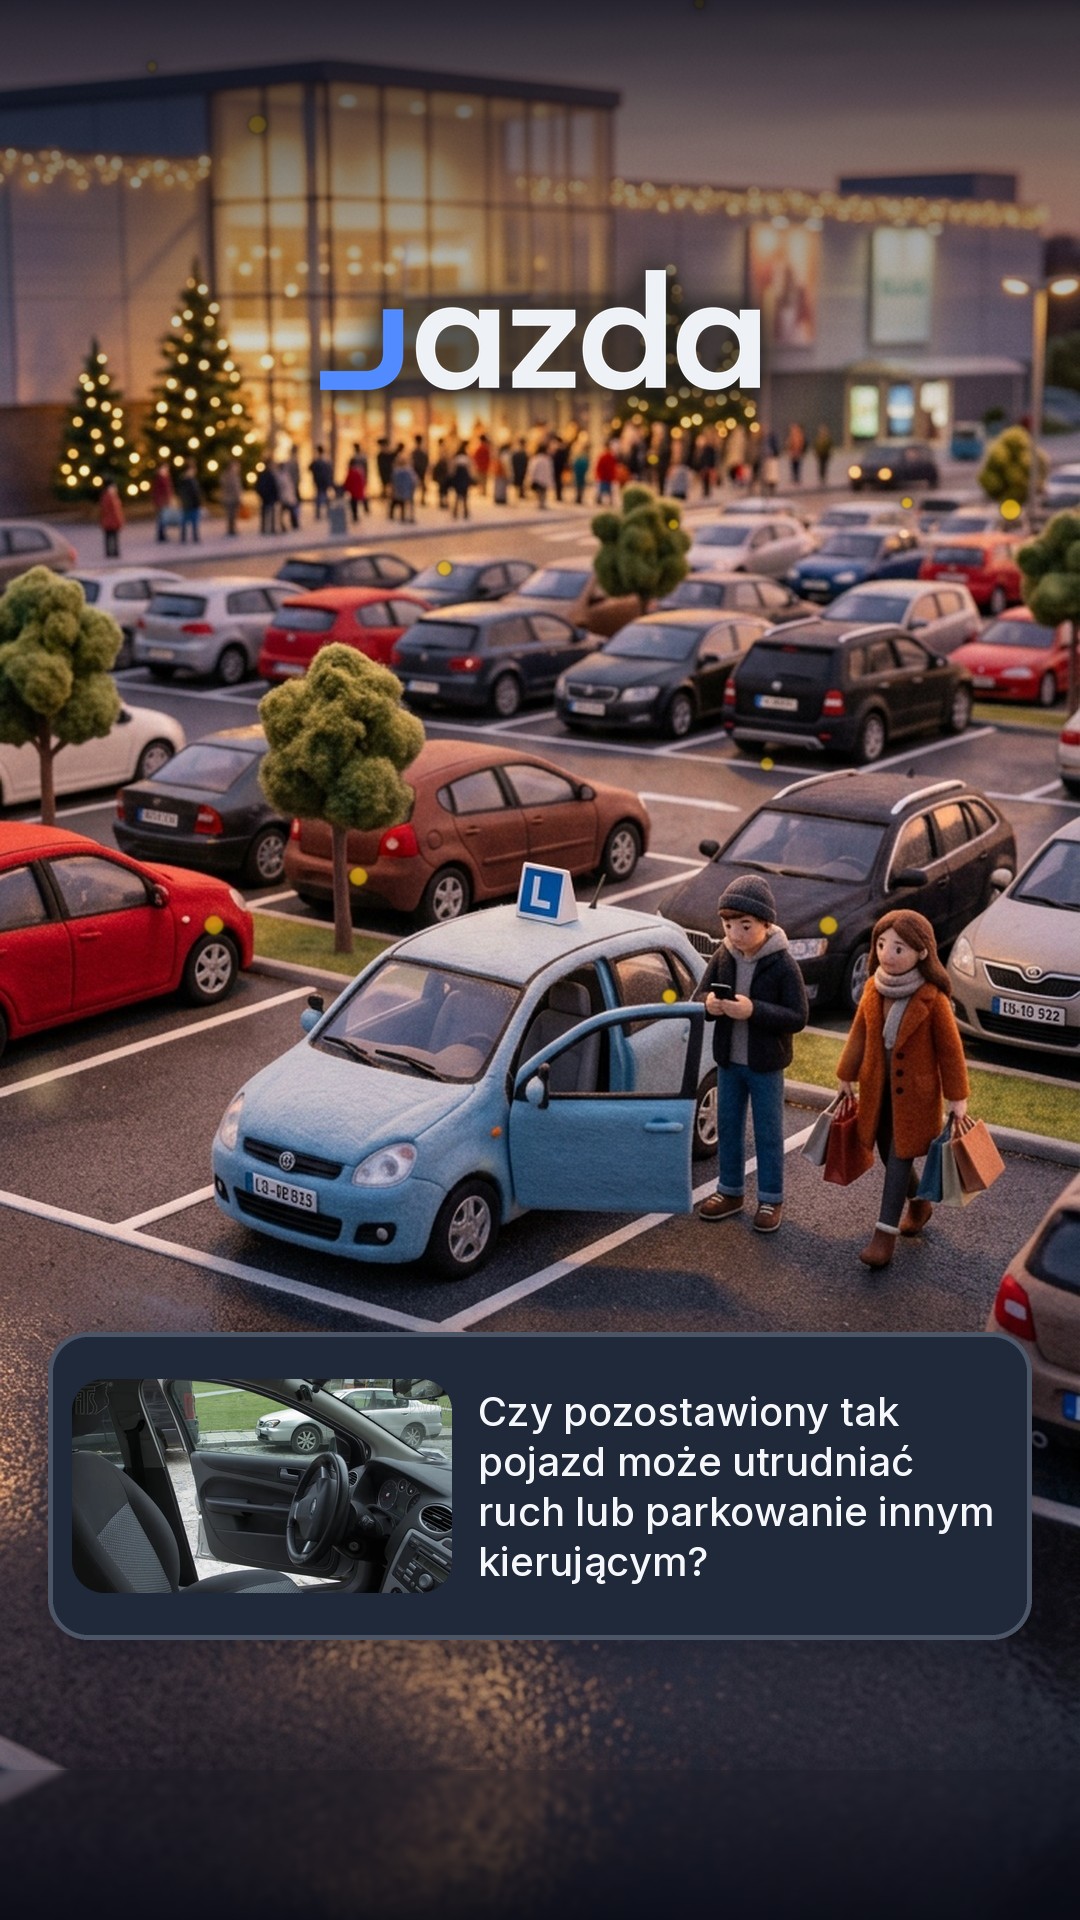 Jazda
L
Czy pozostawiony tak
pojazd może utrudniać
ruch lub parkowanie innym
kierującym?